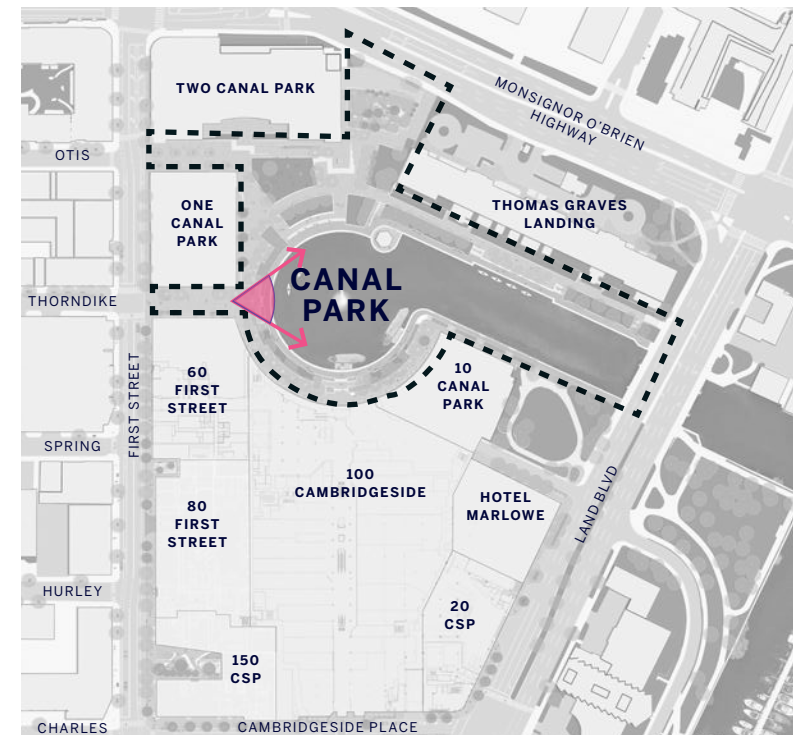 TWO CANAL PARK
MONSIGNOR O'BRIEN
HIGHWAY
OTIS
ONE
CANAL
PARK
THOMAS GRAVES
LANDING
CANAL
PARK
THORNDIKE
60
FIRST
STREET
10
CANAL
PARK
FIRST STREET
SPRING
100
CAMBRIDGESIDE
HOTEL
MARLOWE
LAND BLVD
80
FIRST
STREET
HURLEY
20
CSP
150
CSP
CHARLES
CAMBRIDGESIDE PLACE